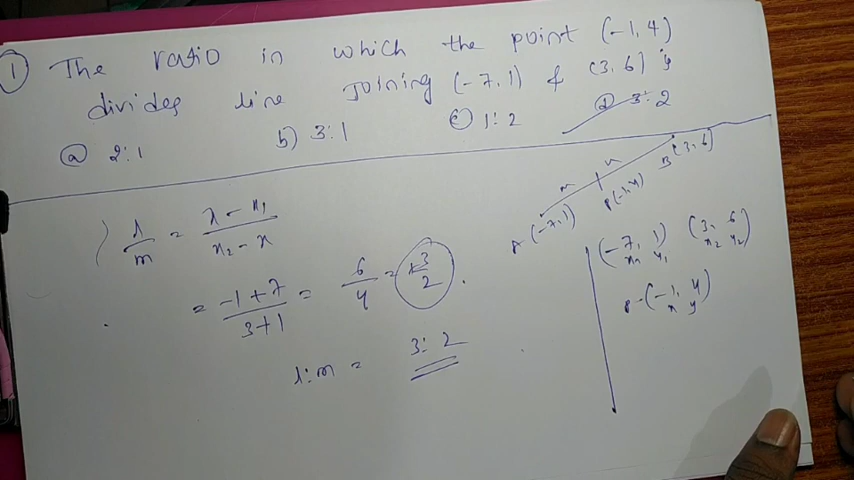 ① The ratio in which the point (-1, 4)
divides line joining (-7, 1) & (3, 6) is
ⓐ 2:1 b) 3:1 ⓒ 1:2 ⓓ 3:2
m n
A (-7, 1) P(-1, 4) B (3, 6)
l/m = x - x₁ / x₂ - x
= -1+7 / 3+1 = 6/4 = +3/2 .
l:m = 3:2
(-7, 1) (3, 6)
x₁ y₁ x₂ y₂
P-(-1, 4)
x y